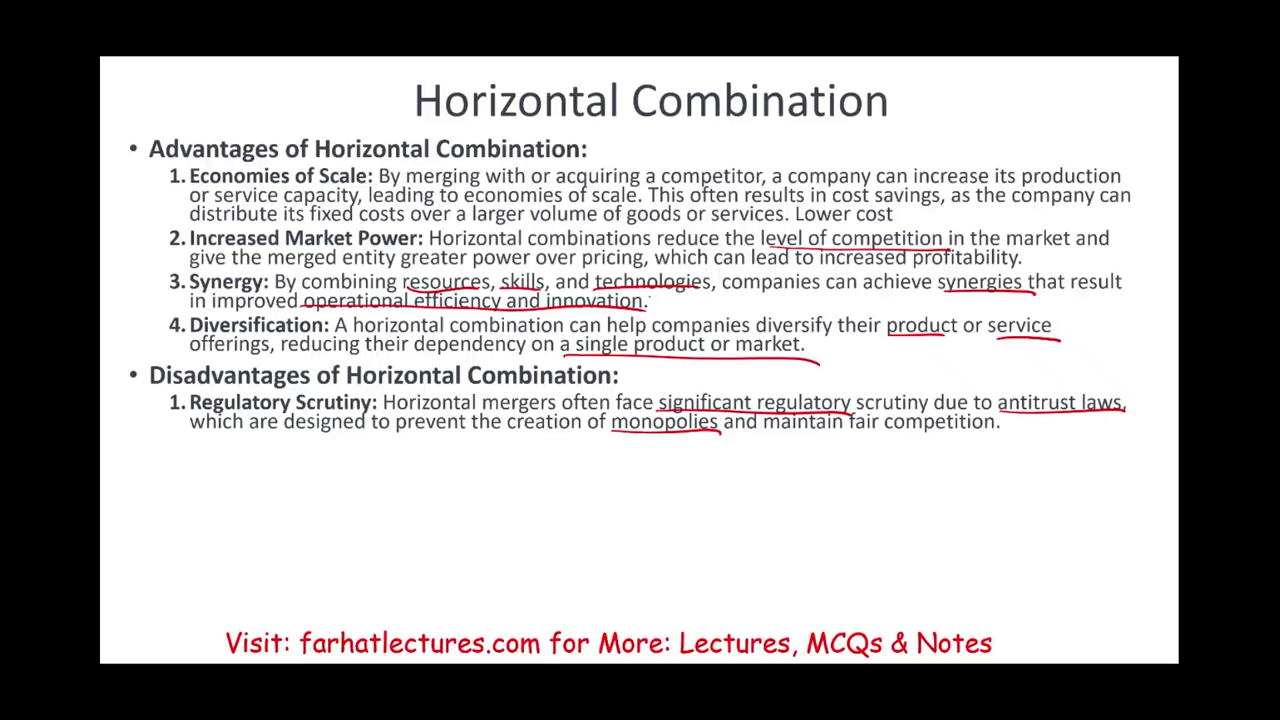 Horizontal Combination
• Advantages of Horizontal Combination:
1. Economies of Scale: By merging with or acquiring a competitor, a company can increase its production
or service capacity, leading to economies of scale. This often results in cost savings, as the company can
distribute its fixed costs over a larger volume of goods or services. Lower cost
2. Increased Market Power: Horizontal combinations reduce the level of competition in the market and
give the merged entity greater power over pricing, which can lead to increased profitability.
3. Synergy: By combining resources, skills, and technologies, companies can achieve synergies that result
in improved operational efficiency and innovation.
4. Diversification: A horizontal combination can help companies diversify their product or service
offerings, reducing their dependency on a single product or market.
• Disadvantages of Horizontal Combination:
1. Regulatory Scrutiny: Horizontal mergers often face significant regulatory scrutiny due to antitrust laws,
which are designed to prevent the creation of monopolies and maintain fair competition.
Visit: farhatlectures.com for More: Lectures, MCQs & Notes